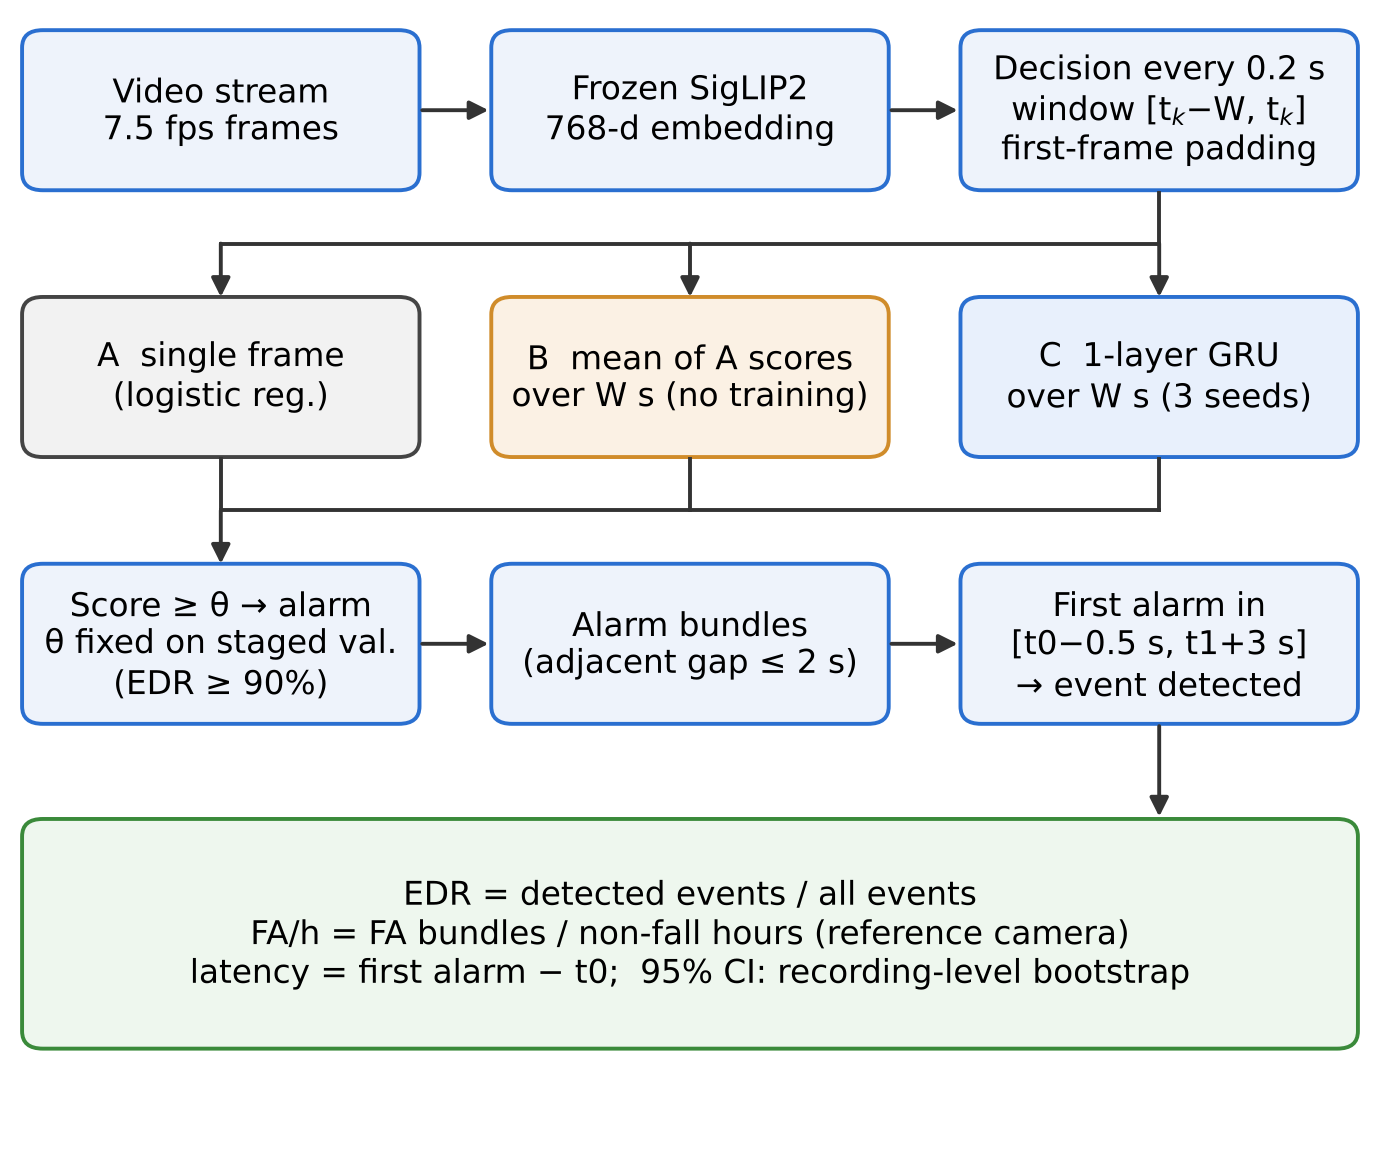 Video stream
7.5 fps frames
Frozen SigLIP2
768-d embedding
Decision every 0.2 s
window [tₖ−W, tₖ]
first-frame padding
A  single frame
(logistic reg.)
B  mean of A scores
over W s (no training)
C  1-layer GRU
over W s (3 seeds)
Score ≥ θ → alarm
θ fixed on staged val.
(EDR ≥ 90%)
Alarm bundles
(adjacent gap ≤ 2 s)
First alarm in
[t0−0.5 s, t1+3 s]
→ event detected
EDR = detected events / all events
FA/h = FA bundles / non-fall hours (reference camera)
latency = first alarm − t0;  95% CI: recording-level bootstrap